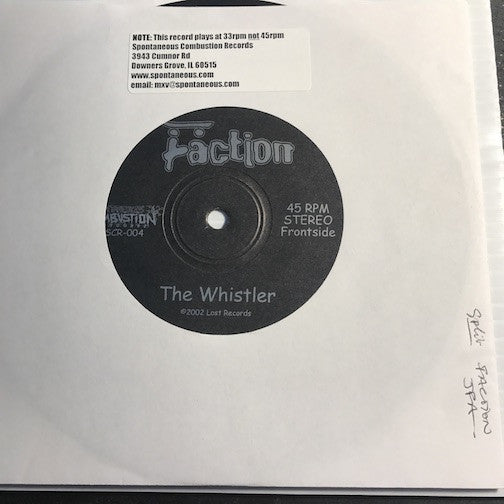 NOTE: This record plays at 33rpm not 45rpm
Spontaneous Combustion Records
3943 Cumnor Rd
Downers Grove, IL 60515
www.spontaneous.com
email: mxv@spontaneous.com
Faction
MBUSTION
SCR-004
45 RPM
STEREO
Frontside
The Whistler
©2002 Lost Records
Split
FACTION
JFA